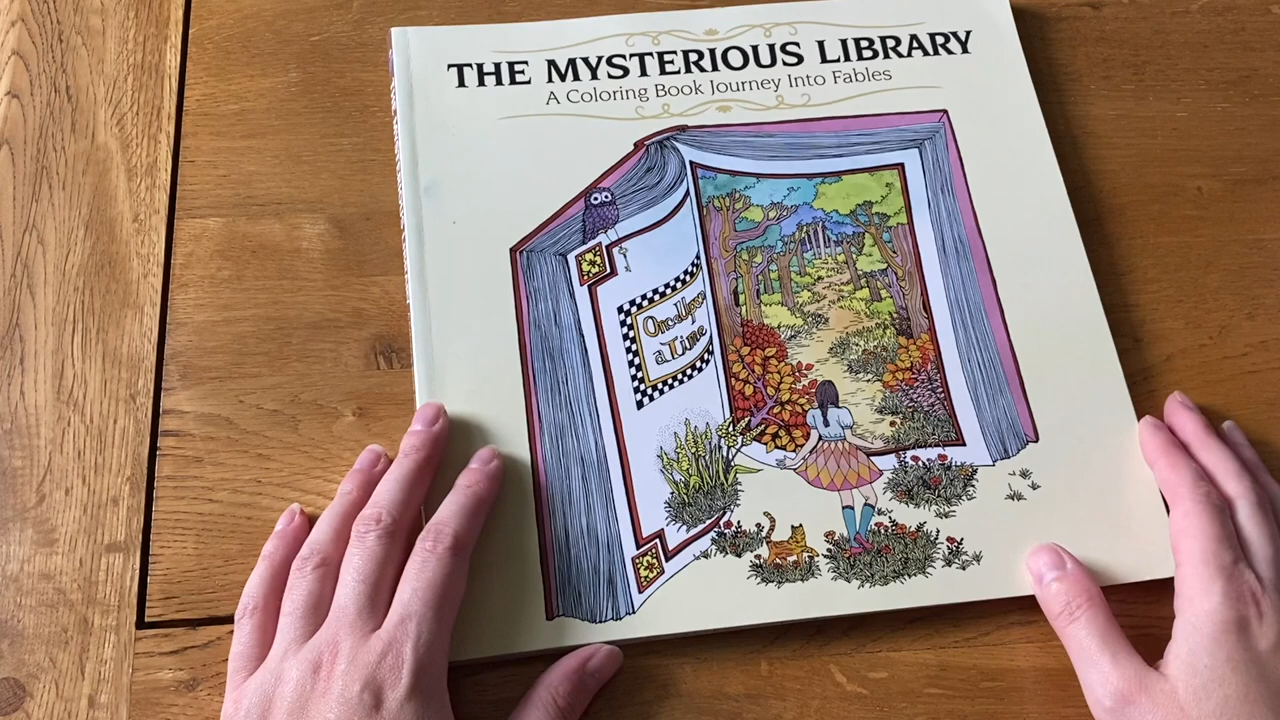 THE MYSTERIOUS LIBRARY
A Coloring Book Journey Into Fables
Once Upon
a Time